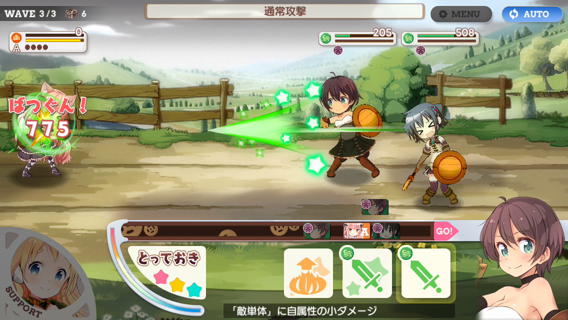 WAVE 3/3
6
通常攻撃
MENU
AUTO
0
205
508
ばつぐん！
775
A
GO!
とっておき
SUPPORT
「敵単体」に自属性の小ダメージ